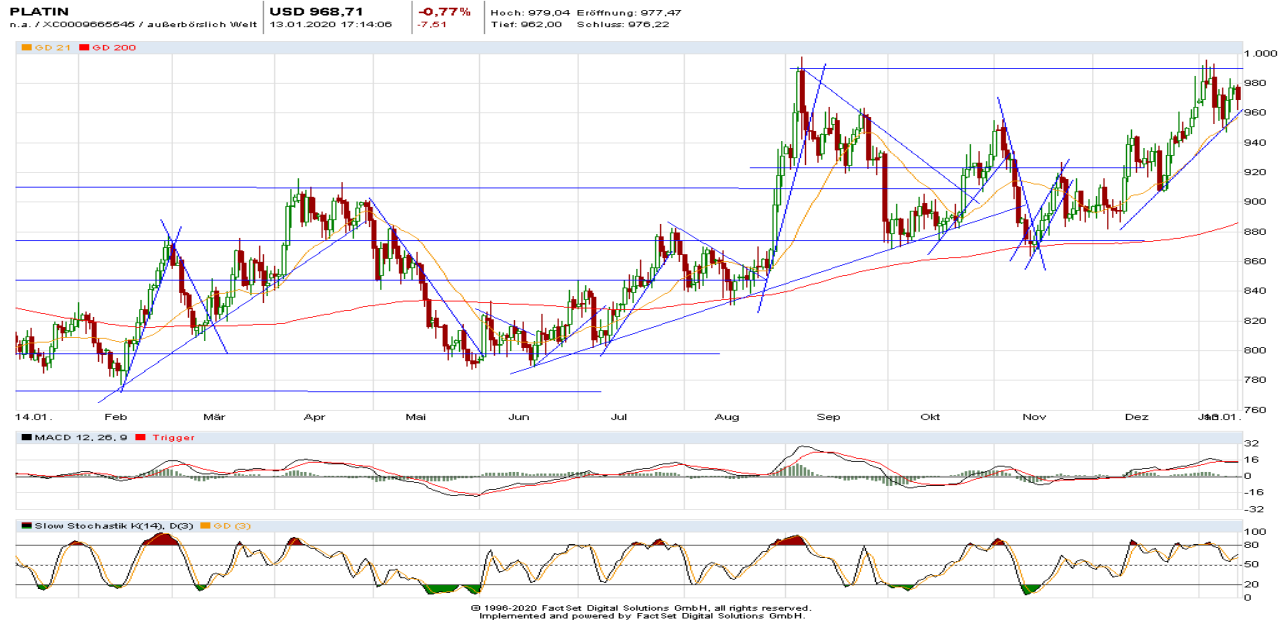 PLATIN USD 968,71 -0,77% Hoch: 979,04 Eröffnung: 977,47
n.a. / XC0009665545 / außerbörslich Welt 13.01.2020 17:14:06 -7,51 Tief: 962,00 Schluss: 976,22
GD 21 GD 200
1.000
980
960
940
920
900
880
860
840
820
800
780
760
14.01. Feb Mär Apr Mai Jun Jul Aug Sep Okt Nov Dez 13.01.
MACD 12, 26, 9 Trigger
32
16
0
-16
-32
Slow Stochastik K(14), D(3) GD (3)
100
80
50
20
0
© 1996-2020 FactSet Digital Solutions GmbH, all rights reserved.
Implemented and powered by FactSet Digital Solutions GmbH.